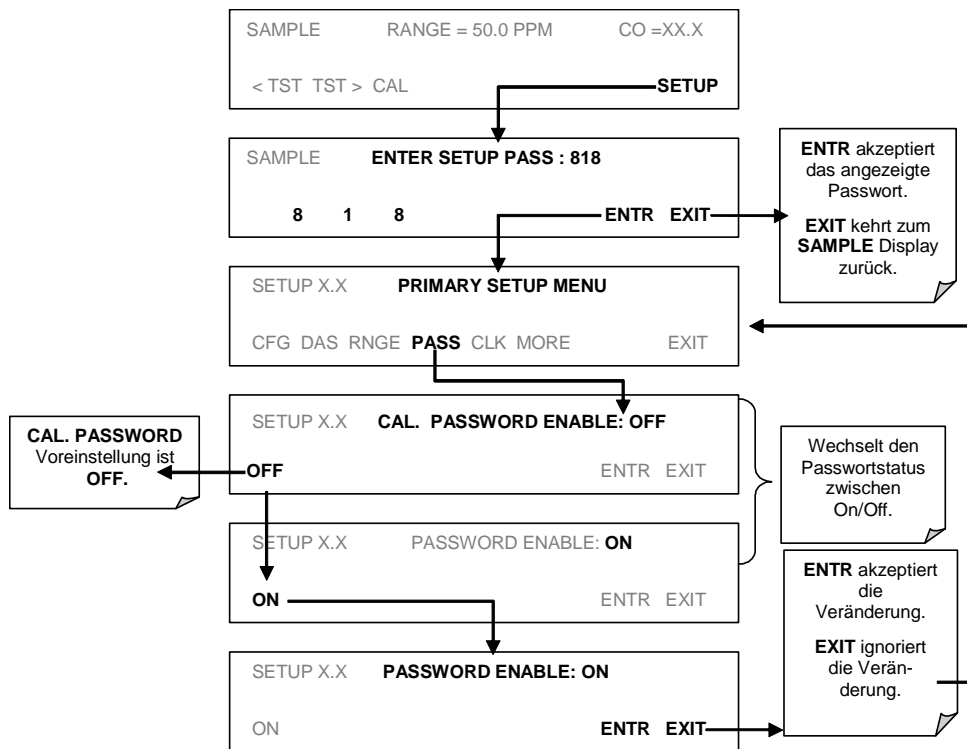 SAMPLE RANGE = 50.0 PPM CO =XX.X
< TST TST > CAL SETUP
SAMPLE ENTER SETUP PASS : 818
8 1 8 ENTR EXIT
ENTR akzeptiert
das angezeigte
Passwort.
EXIT kehrt zum
SAMPLE Display
zurück.
SETUP X.X PRIMARY SETUP MENU
CFG DAS RNGE PASS CLK MORE EXIT
SETUP X.X CAL. PASSWORD ENABLE: OFF
OFF ENTR EXIT
CAL. PASSWORD
Voreinstellung ist
OFF.
Wechselt den
Passwortstatus
zwischen
On/Off.
SETUP X.X PASSWORD ENABLE: ON
ON ENTR EXIT
ENTR akzeptiert
die
Veränderung.
EXIT ignoriert
die Verän-
derung.
SETUP X.X PASSWORD ENABLE: ON
ON ENTR EXIT